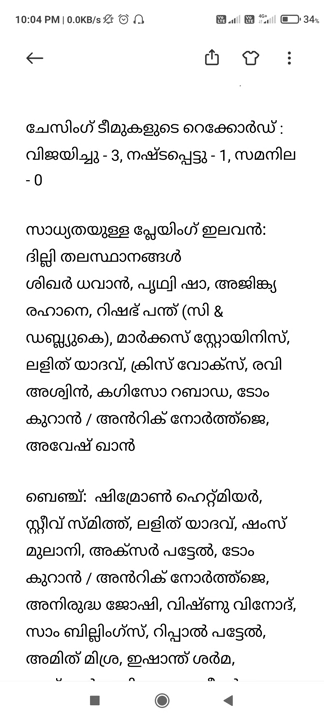 10:04 PM | 0.0KB/s
4G+
34%
ചേസിംഗ് ടീമുകളുടെ റെക്കോർഡ് :
വിജയിച്ചു - 3, നഷ്ടപ്പെട്ടു - 1, സമനില
- 0
സാധ്യതയുള്ള പ്ലേയിംഗ് ഇലവൻ:
ദില്ലി തലസ്ഥാനങ്ങൾ
ശിഖർ ധവാൻ, പൃഥ്വി ഷാ, അജിങ്ക്യ
രഹാനെ, റിഷഭ് പന്ത് (സി &
ഡബ്ല്യുകെ), മാർക്കസ് സ്റ്റോയിനിസ്,
ലളിത് യാദവ്, ക്രിസ് വോക്സ്, രവി
അശ്വിൻ, കഗിസോ റബാഡ, ടോം
കുറാൻ / അൻറിക് നോർത്ത്ജെ,
അവേഷ് ഖാൻ
ബെഞ്ച്: ഷിമ്രോൺ ഹെറ്റ്മിയർ,
സ്റ്റീവ് സ്മിത്ത്, ലളിത് യാദവ്, ഷംസ്
മുലാനി, അക്സർ പട്ടേൽ, ടോം
കുറാൻ / അൻറിക് നോർത്ത്ജെ,
അനിരുദ്ധ ജോഷി, വിഷ്ണു വിനോദ്,
സാം ബില്ലിംഗ്സ്, റിപ്പാൽ പട്ടേൽ,
അമിത് മിശ്ര, ഇഷാന്ത് ശർമ,